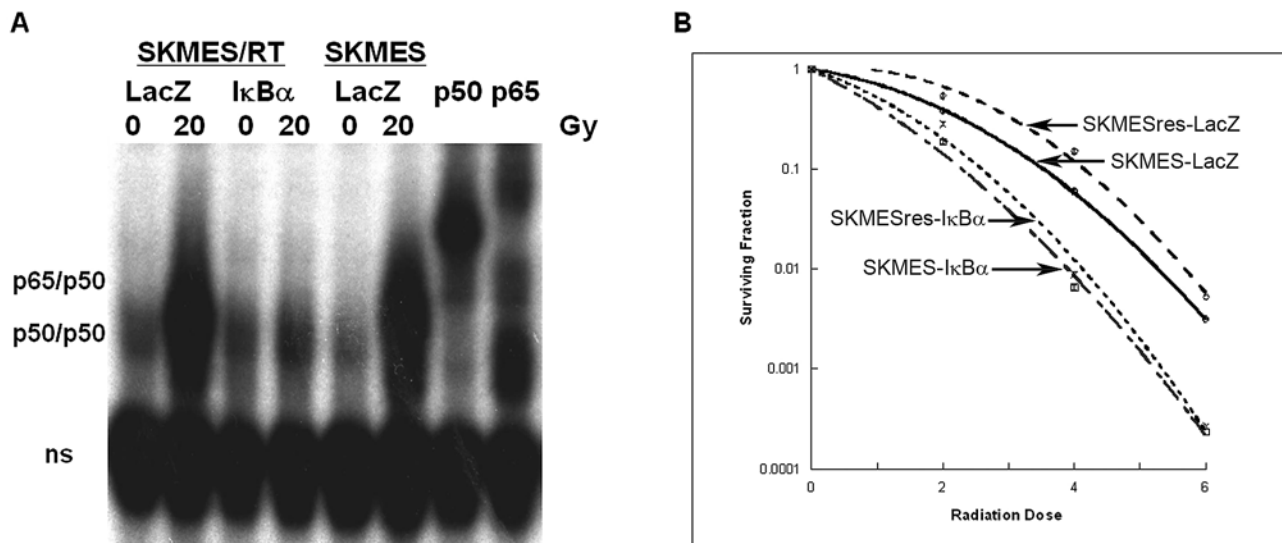 A
SKMES/RT SKMES
LacZ IκBα LacZ p50 p65
0 20 0 20 0 20 Gy
p65/p50
p50/p50
ns
B
1
0.1
0.01
0.001
0.0001
Surviving Fraction
SKMESres-LacZ
SKMES-LacZ
SKMESres-IκBα
SKMES-IκBα
0 2 4 6
Radiation Dose